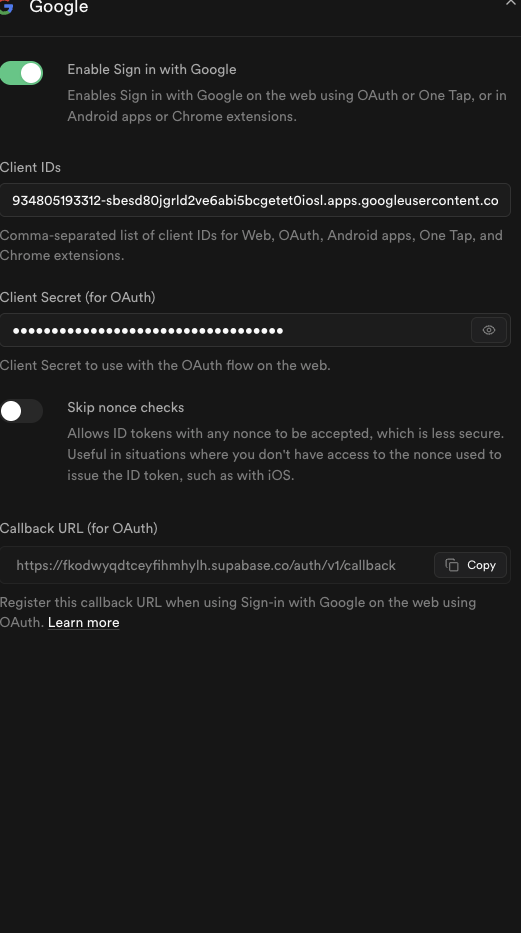 Google
Enable Sign in with Google
Enables Sign in with Google on the web using OAuth or One Tap, or in
Android apps or Chrome extensions.
Client IDs
934805193312-sbesd80jgrld2ve6abi5bcgetet0iosl.apps.googleusercontent.co
Comma-separated list of client IDs for Web, OAuth, Android apps, One Tap, and
Chrome extensions.
Client Secret (for OAuth)
Client Secret to use with the OAuth flow on the web.
Skip nonce checks
Allows ID tokens with any nonce to be accepted, which is less secure.
Useful in situations where you don't have access to the nonce used to
issue the ID token, such as with iOS.
Callback URL (for OAuth)
https://fkodwyqdtceyfihmhylh.supabase.co/auth/v1/callback
Copy
Register this callback URL when using Sign-in with Google on the web using
OAuth. Learn more